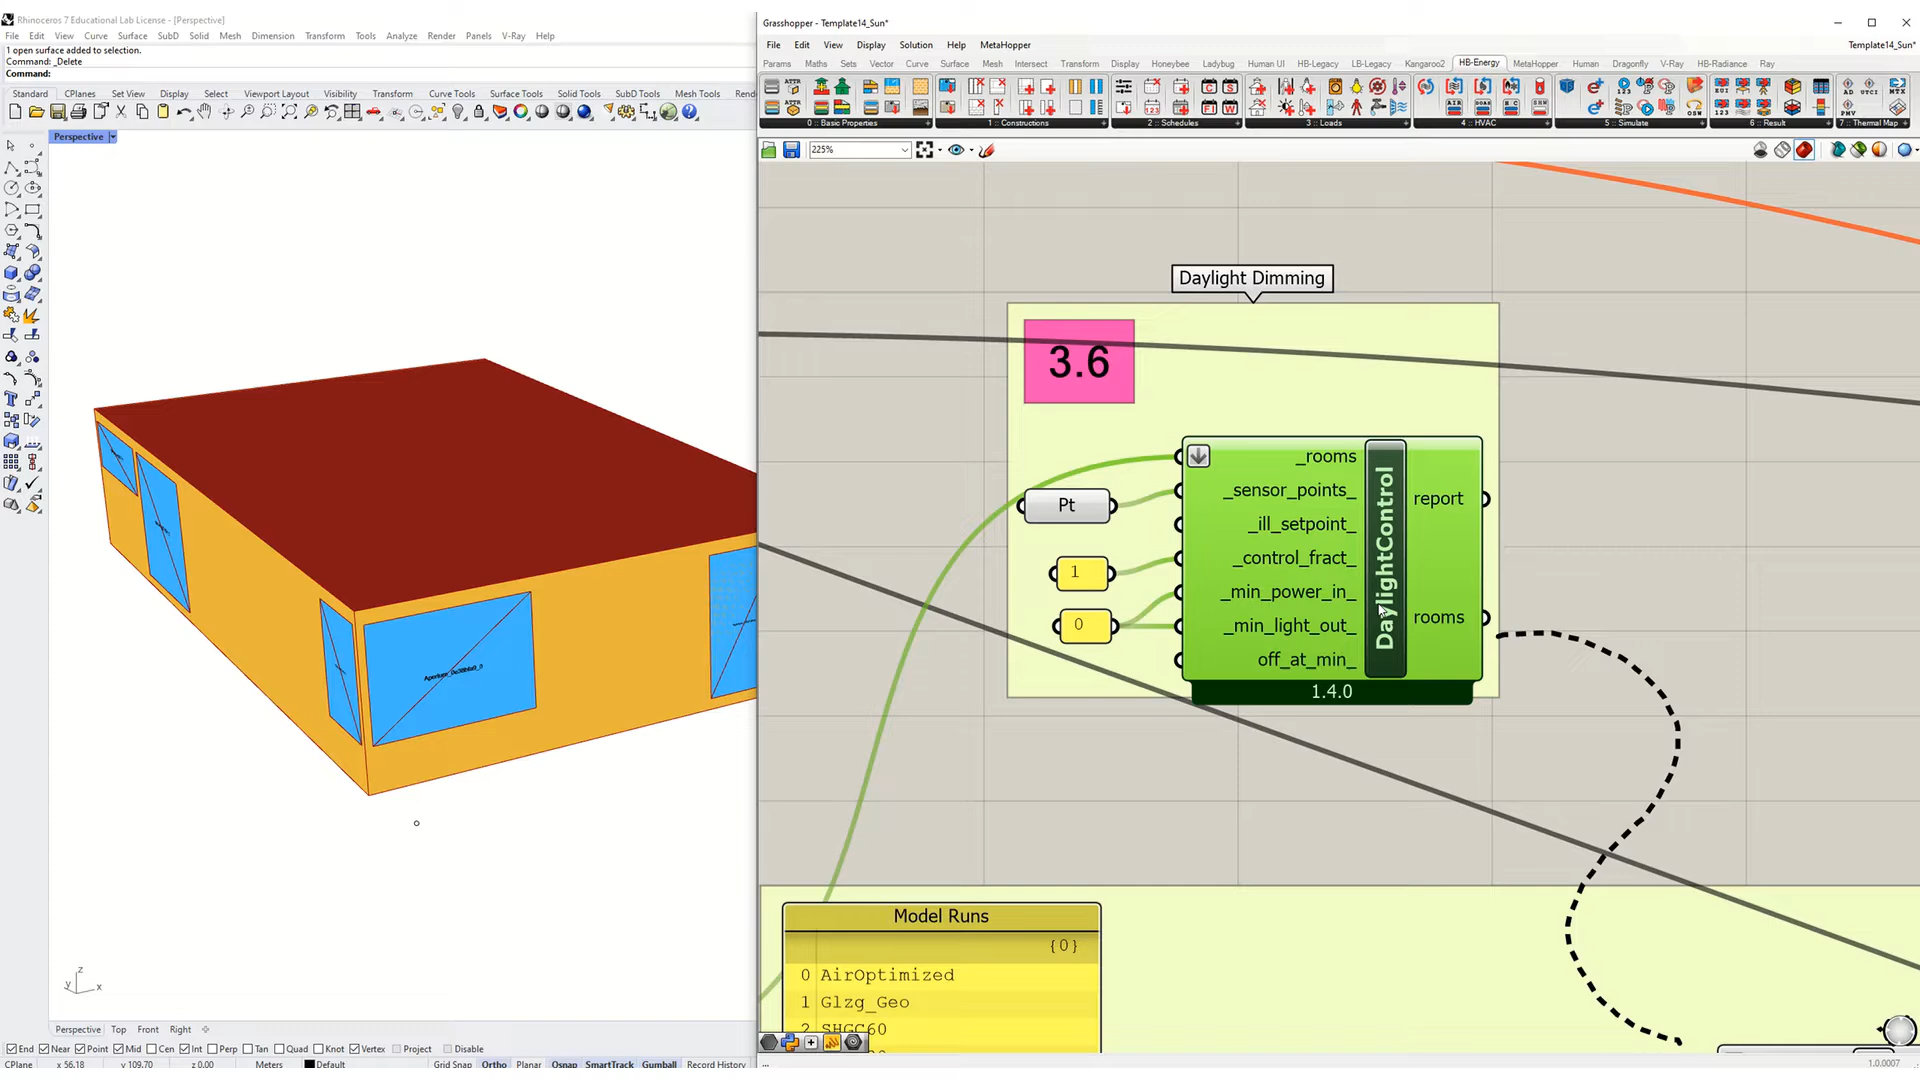 Rhinoceros 7 Educational Lab License - [Perspective]
File Edit View Curve Surface SubD Solid Mesh Dimension Transform Tools Analyze Render Panels V-Ray Help
1 open surface added to selection.
Command: _Delete
Command:
Standard CPlanes Set View Display Select Viewport Layout Visibility Transform Curve Tools Surface Tools Solid Tools SubD Tools Mesh Tools
Perspective
Perspective Top Front Right
End Near Point Mid Cen Int Perp Tan Quad Knot Vertex Project Disable
CPlane x 56.18 y 109.70 z 0.00 Meters Default Grid Snap Ortho Planar Osnap SmartTrack Gumball Record History
z
y x
Grasshopper - Template14_Sun*
File Edit View Display Solution Help MetaHopper Template14_Sun*
Params Maths Sets Vector Curve Surface Mesh Intersect Transform Display Honeybee Ladybug Human UI HB-Legacy LB-Legacy Kangaroo2 HB-Energy MetaHopper Human Dragonfly V-Ray HB-Radiance Ray
0 :: Basic Properties 1 :: Constructions 2 :: Schedules 3 :: Loads 4 :: HVAC 5 :: Simulate 6 :: Result 7 :: Thermal Map
225%
Daylight Dimming
3.6
Pt
1
0
_rooms
_sensor_points_
_ill_setpoint_
_control_fract_
_min_power_in_
_min_light_out_
off_at_min_
DaylightControl
report
rooms
1.4.0
Model Runs
{0}
0 AirOptimized
1 Glzg_Geo
2 SHGC60
1.0.0007